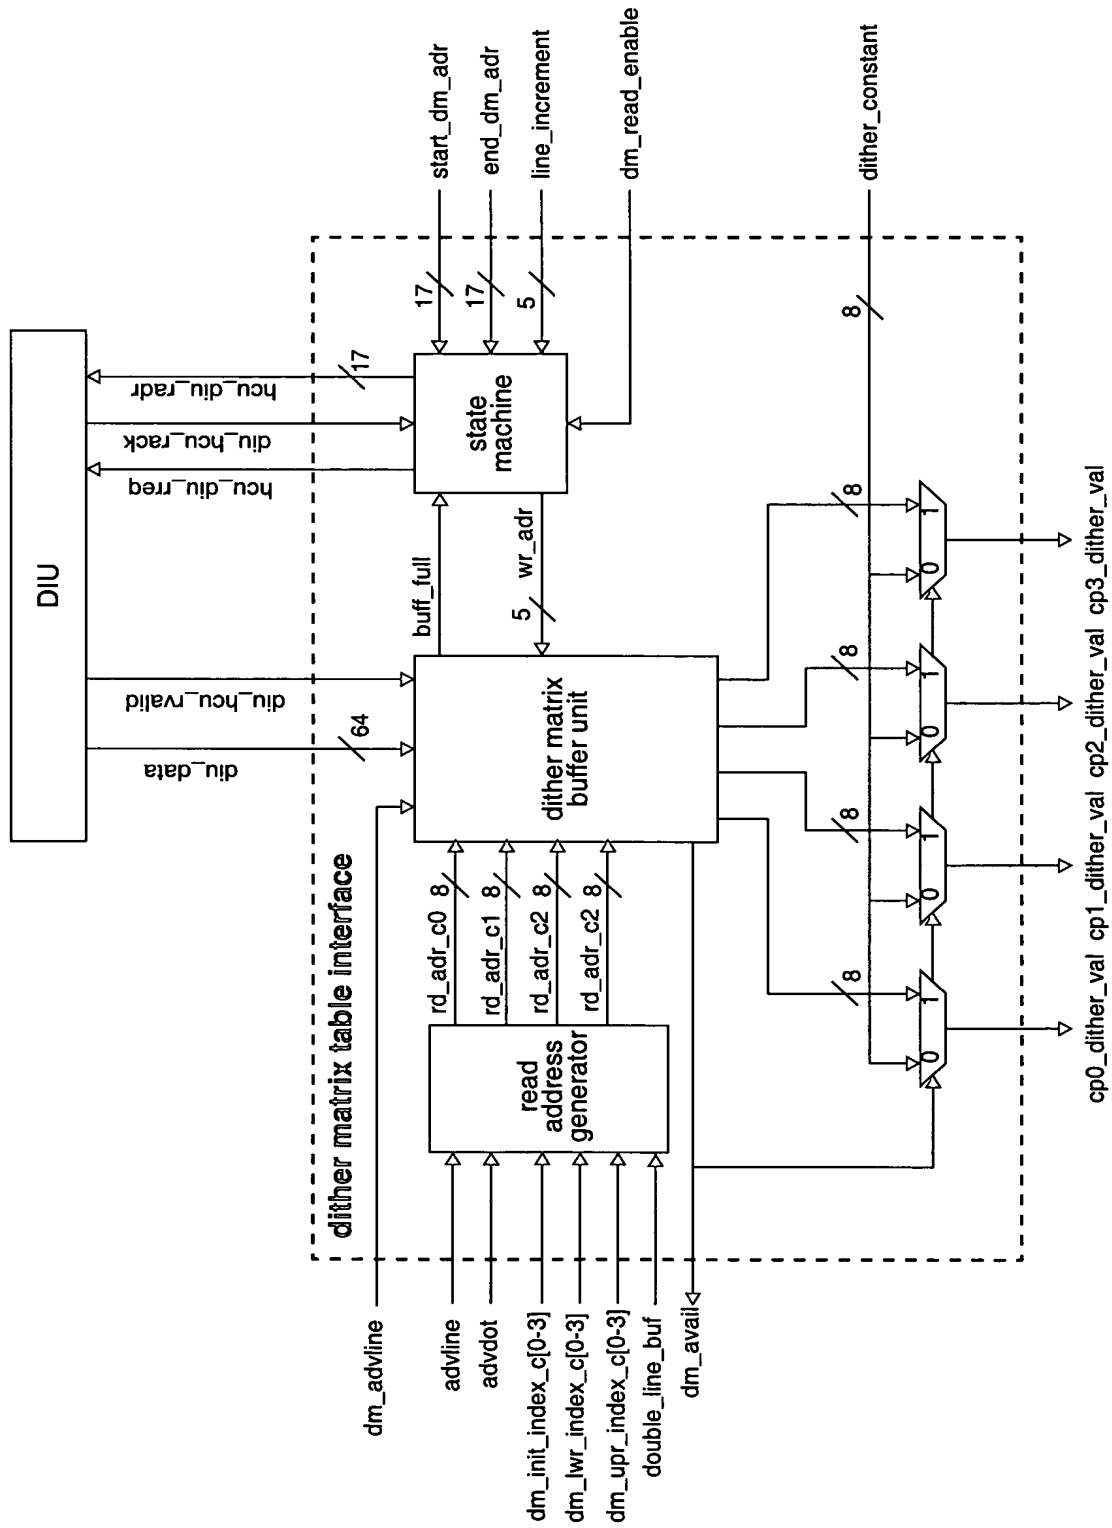 DIU
hcu_diu_radr
diu_hcu_rack
hcu_diu_rreq
diu_hcu_rvalid
diu_data
17
64
start_dm_adr
end_dm_adr
line_increment
dm_read_enable
dither_constant
17
17
5
8
state
machine
buff_full
wr_adr
5
dither matrix table interface
dither matrix
buffer unit
rd_adr_c0
rd_adr_c1
rd_adr_c2
rd_adr_c2
8
8
8
8
read
address
generator
dm_advline
advline
advdot
dm_init_index_c[0-3]
dm_lwr_index_c[0-3]
dm_upr_index_c[0-3]
double_line_buf
dm_avail
8
8
8
8
0 1
0 1
0 1
0 1
cp0_dither_val cp1_dither_val cp2_dither_val cp3_dither_val